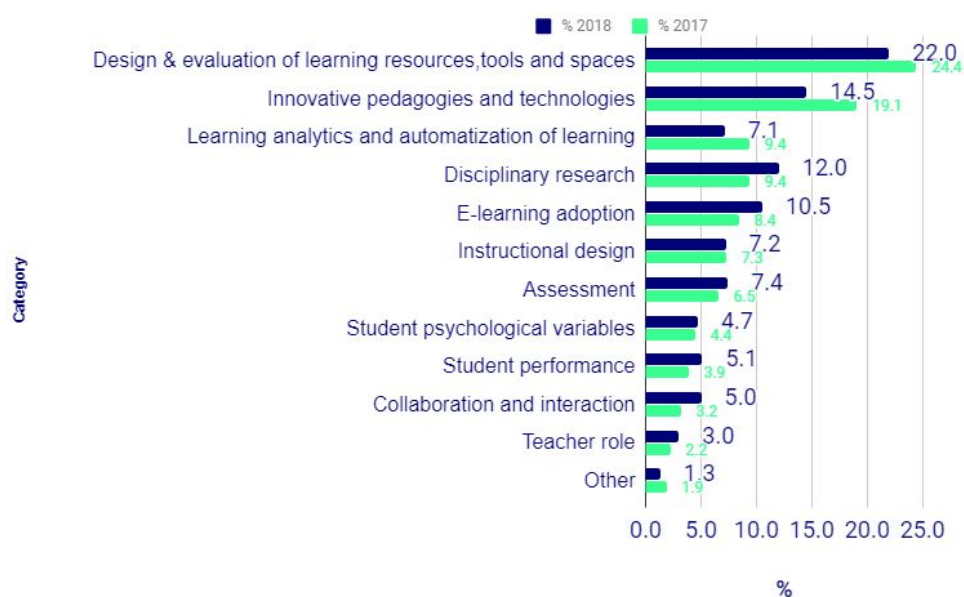 % 2018 % 2017
Design & evaluation of learning resources,tools and spaces 22.0 24.4
Innovative pedagogies and technologies 14.5 19.1
Learning analytics and automatization of learning 7.1 9.4
Disciplinary research 12.0 9.4
E-learning adoption 10.5 8.4
Instructional design 7.2 7.3
Assessment 7.4 6.5
Student psychological variables 4.7 4.4
Student performance 5.1 3.9
Collaboration and interaction 5.0 3.2
Teacher role 3.0 2.2
Other 1.3 1.9
Category
0.0 5.0 10.0 15.0 20.0 25.0
%